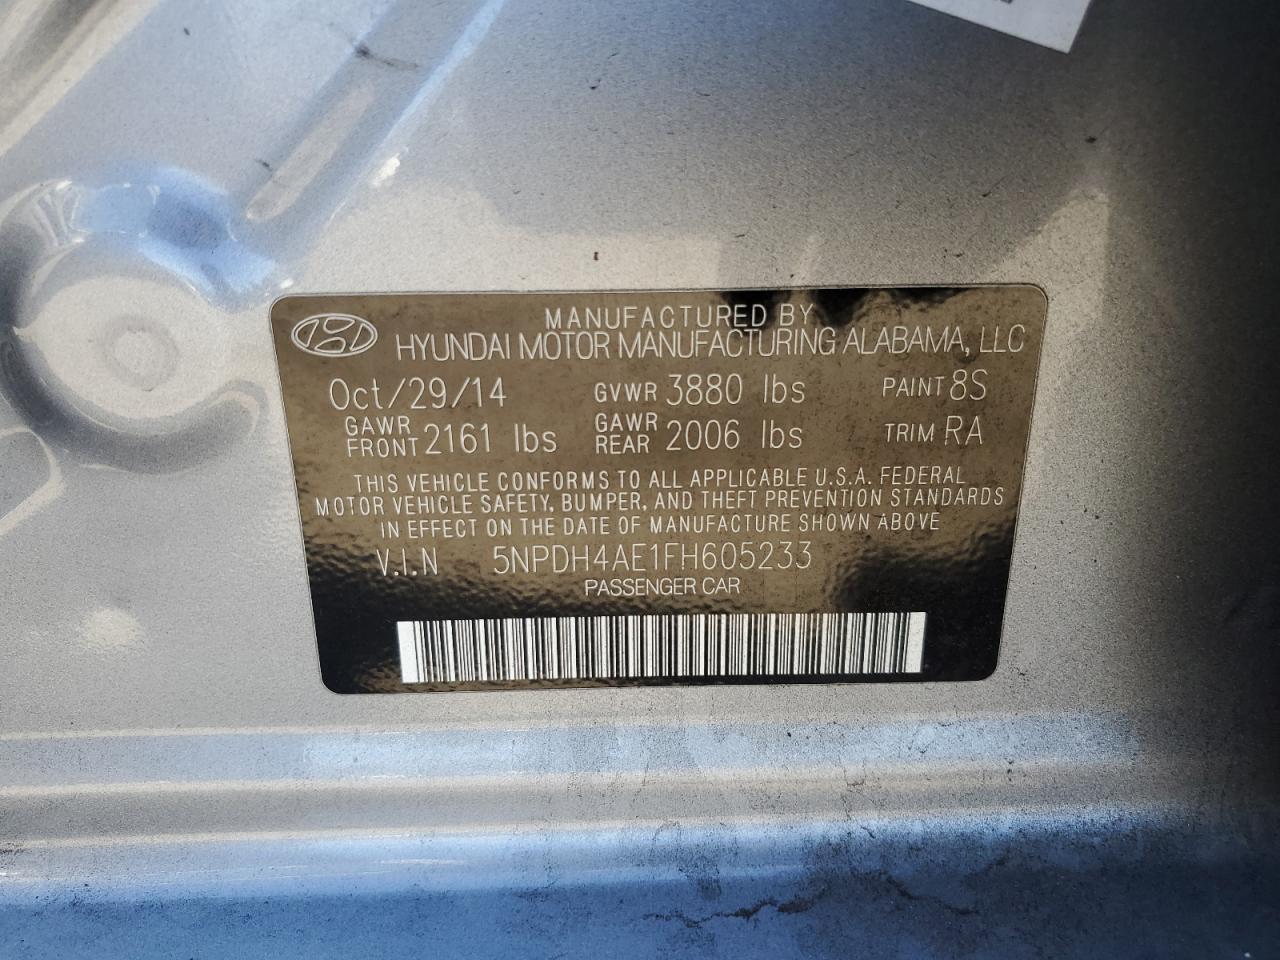 MANUFACTURED BY
HYUNDAI MOTOR MANUFACTURING ALABAMA, LLC
Oct/29/14 GVWR 3880 lbs PAINT 8S
GAWR FRONT 2161 lbs GAWR REAR 2006 lbs TRIM RA
THIS VEHICLE CONFORMS TO ALL APPLICABLE U.S.A. FEDERAL
MOTOR VEHICLE SAFETY, BUMPER, AND THEFT PREVENTION STANDARDS
IN EFFECT ON THE DATE OF MANUFACTURE SHOWN ABOVE
V.I.N 5NPDH4AE1FH605233
PASSENGER CAR